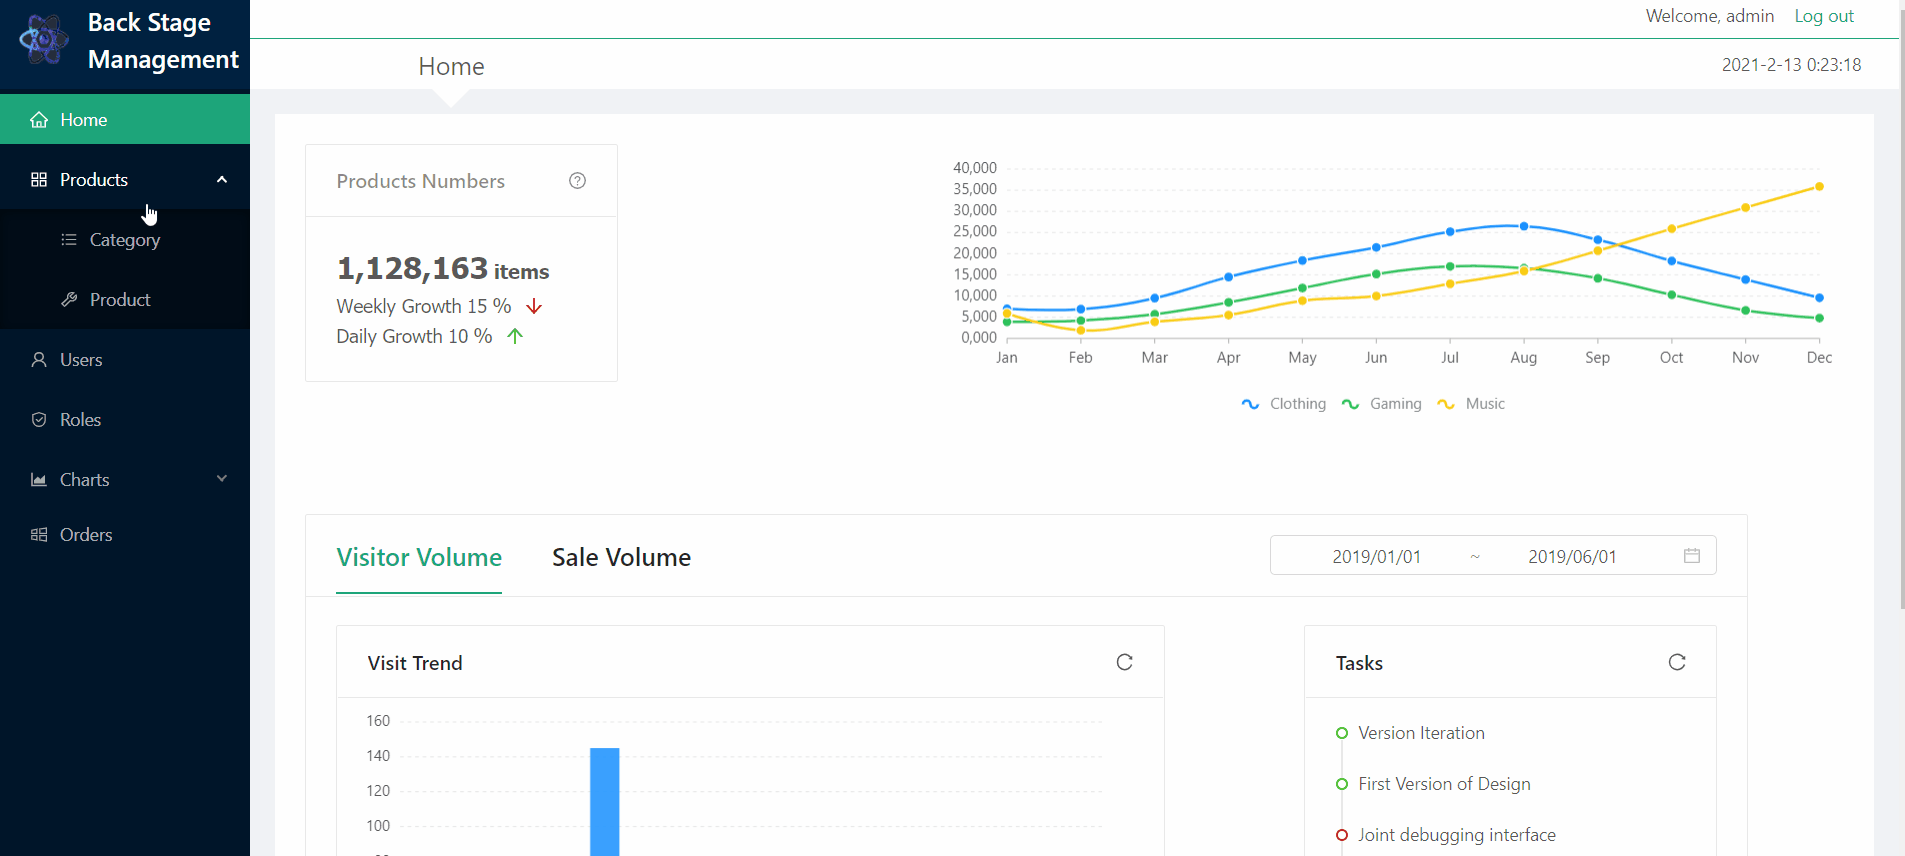 Back Stage
Management
Welcome, admin Log out
Home
2021-2-13 0:23:18
Home
Products
Category
Product
Users
Roles
Charts
Orders
Products Numbers
1,128,163 items
Weekly Growth 15 %
Daily Growth 10 %
40,000
35,000
30,000
25,000
20,000
15,000
10,000
5,000
0,000
Jan Feb Mar Apr May Jun Jul Aug Sep Oct Nov Dec
Clothing Gaming Music
Visitor Volume Sale Volume
2019/01/01 ~ 2019/06/01
Visit Trend
160
140
120
100
Tasks
Version Iteration
First Version of Design
Joint debugging interface